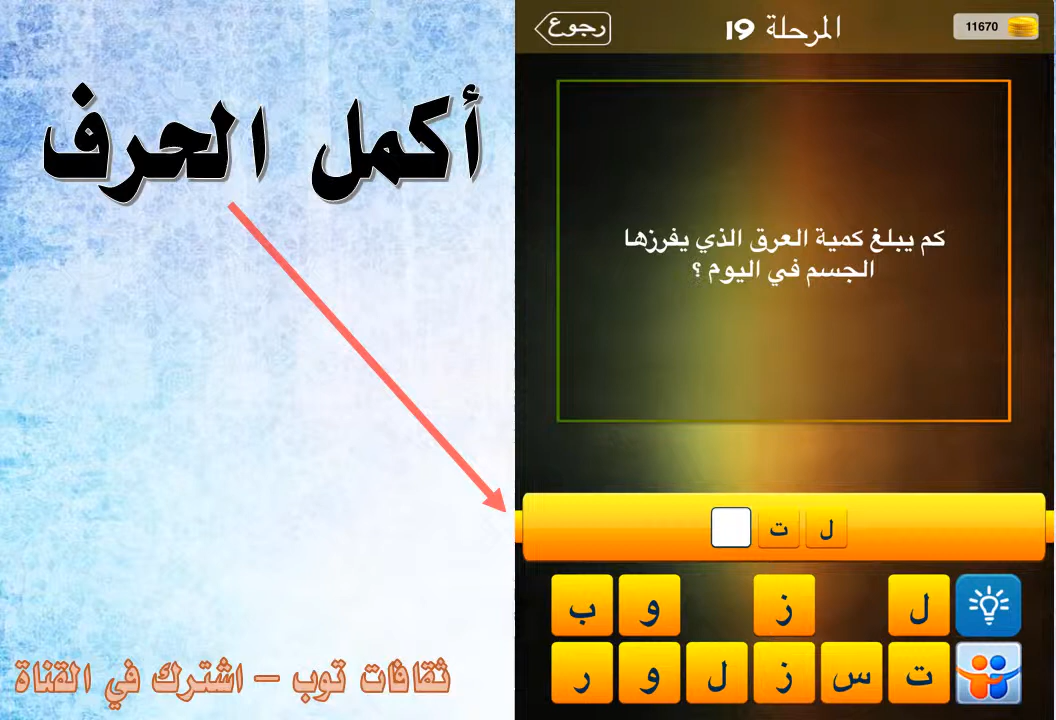 أكمل الحرف
ثقافات توب – اشترك في القناة
رجوع
المرحلة 19
11670
كم يبلغ كمية العرق الذي يفرزها
الجسم في اليوم ؟
ل ت
ل ز و ب
ت س ز ل و ر